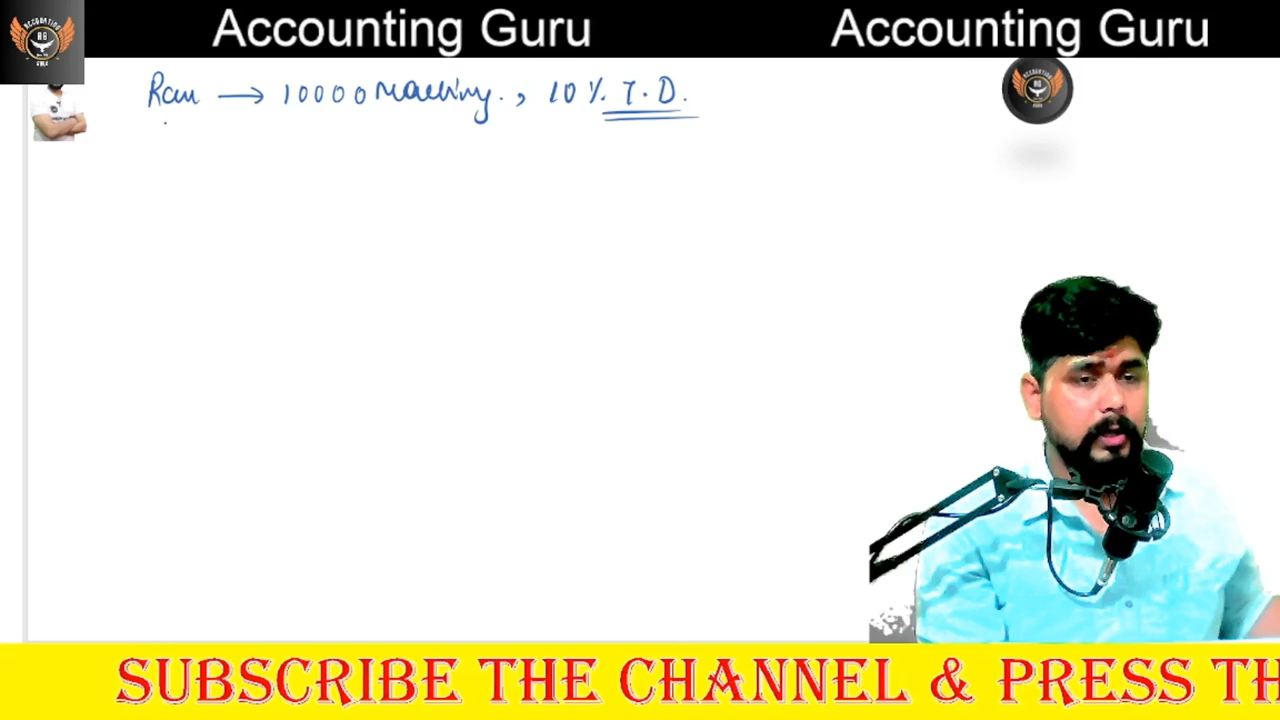 Accounting Guru Accounting Guru
Ram → 10000 Machinery., 10% T.D.
SUBSCRIBE THE CHANNEL & PRESS TH